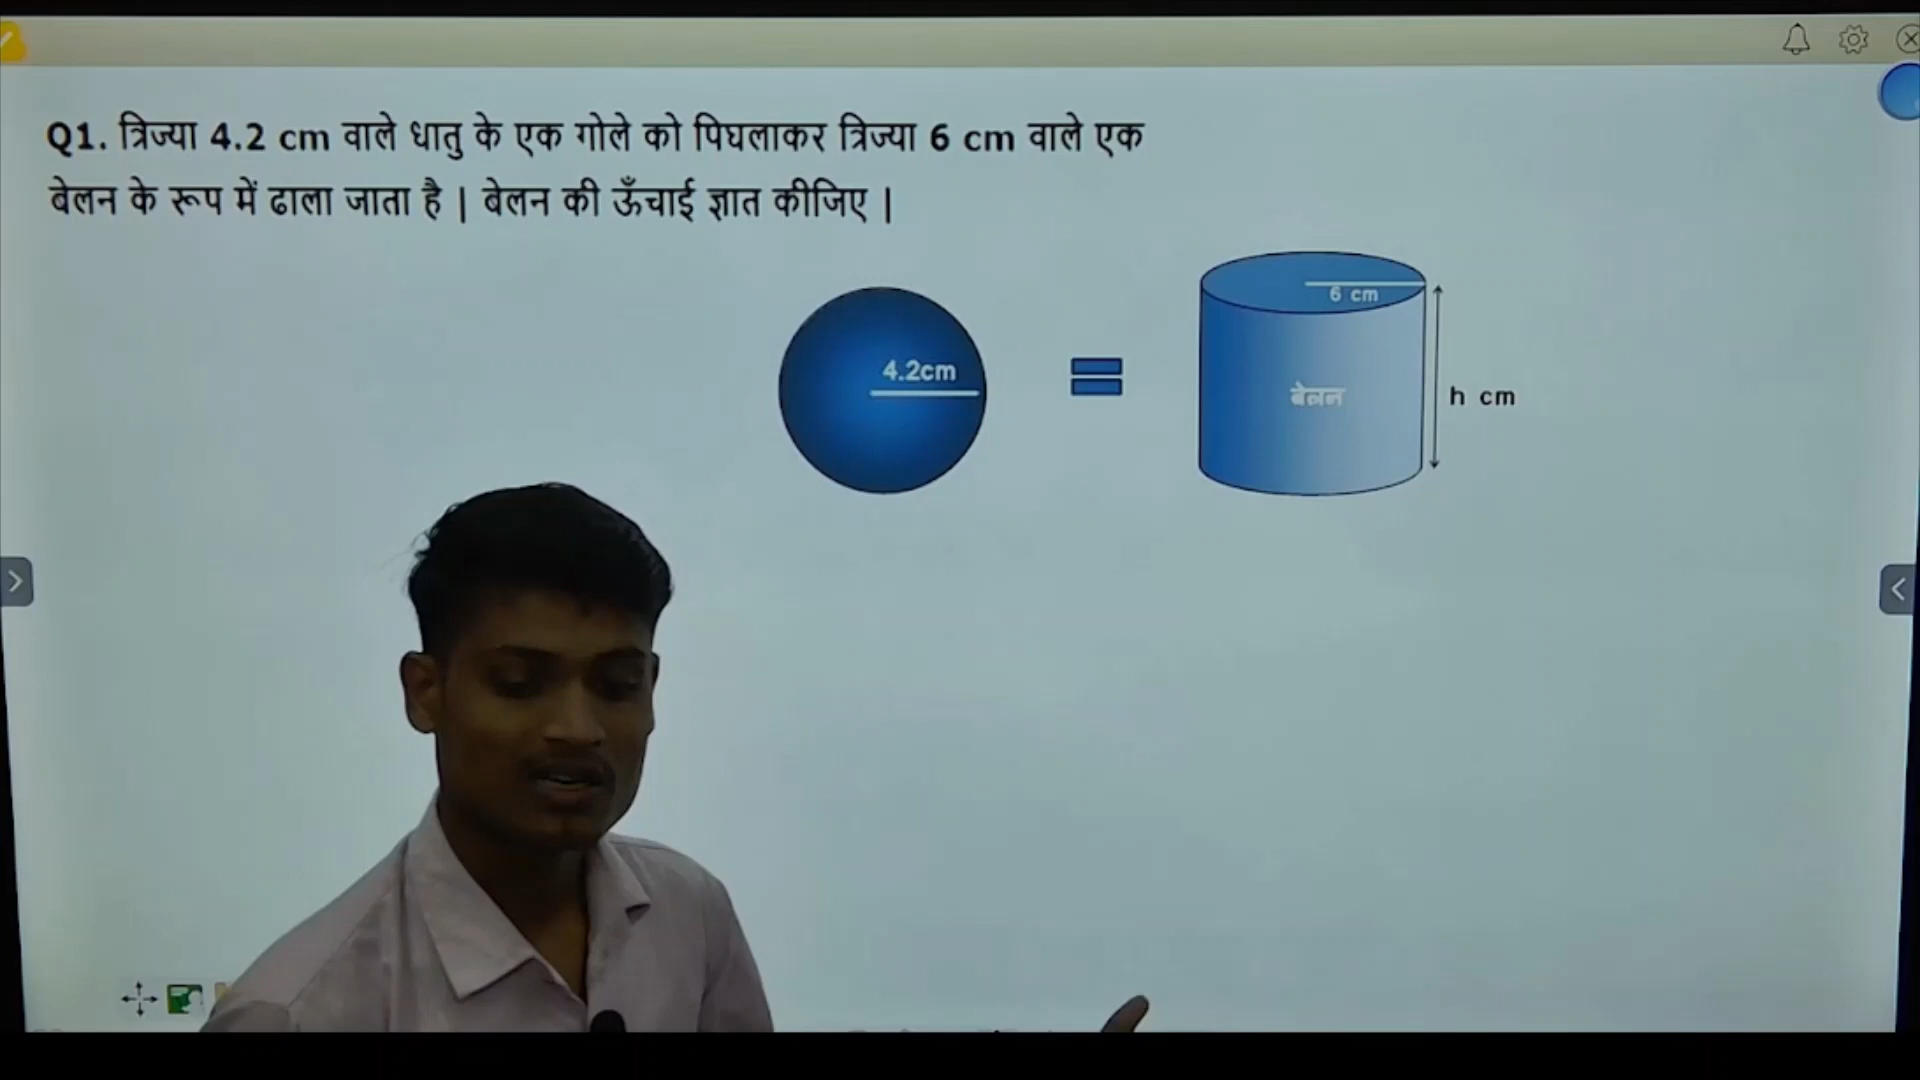 Q1. त्रिज्या 4.2 cm वाले धातु के एक गोले को पिघलाकर त्रिज्या 6 cm वाले एक
बेलन के रूप में ढाला जाता है | बेलन की ऊँचाई ज्ञात कीजिए |
6 cm
4.2cm
बेलन
h cm